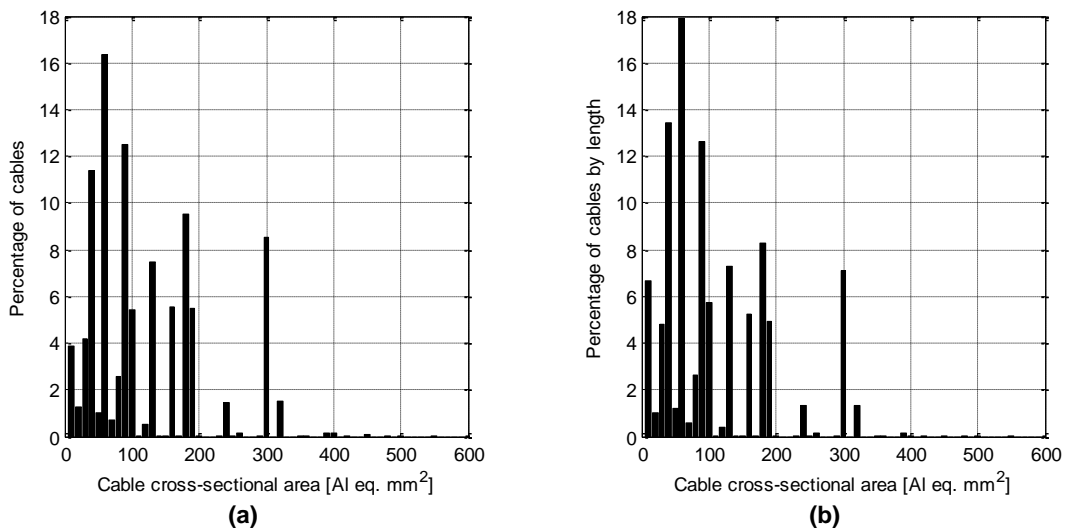 18
16
14
12
10
8
6
4
2
0
Percentage of cables
0 100 200 300 400 500 600
Cable cross-sectional area [Al eq. mm²]
(a)
18
16
14
12
10
8
6
4
2
0
Percentage of cables by length
0 100 200 300 400 500 600
Cable cross-sectional area [Al eq. mm²]
(b)